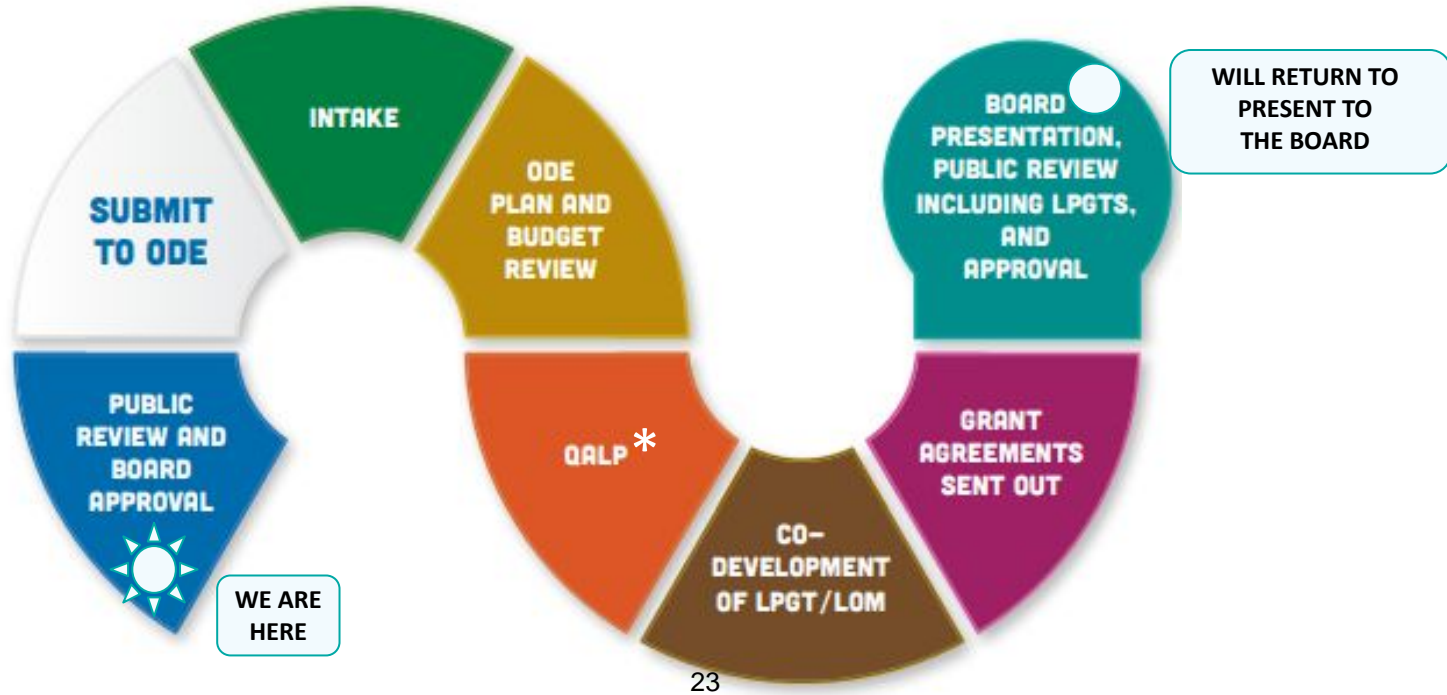 PUBLIC
REVIEW AND
BOARD
APPROVAL
WE ARE
HERE
SUBMIT
TO ODE
INTAKE
ODE
PLAN AND
BUDGET
REVIEW
QALP*
CO-
DEVELOPMENT
OF LPGT/LOM
GRANT
AGREEMENTS
SENT OUT
BOARD
PRESENTATION,
PUBLIC REVIEW
INCLUDING LPGTS,
AND
APPROVAL
WILL RETURN TO
PRESENT TO
THE BOARD
23